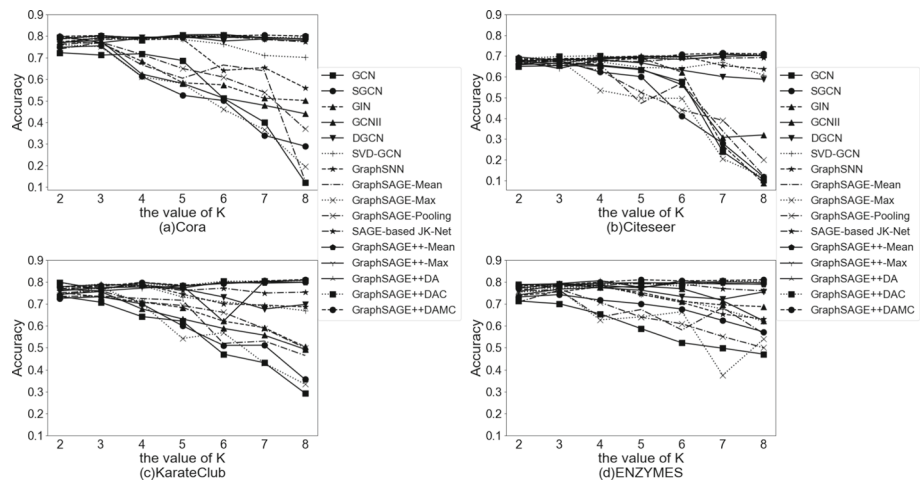 0.9
0.8
0.7
0.6
0.5
0.4
0.3
0.2
0.1
Accuracy
2 3 4 5 6 7 8
the value of K
(a)Cora
GCN
SGCN
GIN
GCNII
DGCN
SVD-GCN
GraphSNN
GraphSAGE-Mean
GraphSAGE-Max
GraphSAGE-Pooling
SAGE-based JK-Net
GraphSAGE++-Mean
GraphSAGE++-Max
GraphSAGE++DA
GraphSAGE++DAC
GraphSAGE++DAMC
0.9
0.8
0.7
0.6
0.5
0.4
0.3
0.2
0.1
Accuracy
2 3 4 5 6 7 8
the value of K
(b)Citeseer
GCN
SGCN
GIN
GCNII
DGCN
SVD-GCN
GraphSNN
GraphSAGE-Mean
GraphSAGE-Max
GraphSAGE-Pooling
SAGE-based JK-Net
GraphSAGE++-Mean
GraphSAGE++-Max
GraphSAGE++DA
GraphSAGE++DAC
GraphSAGE++DAMC
0.9
0.8
0.7
0.6
0.5
0.4
0.3
0.2
0.1
Accuracy
2 3 4 5 6 7 8
the value of K
(c)KarateClub
0.9
0.8
0.7
0.6
0.5
0.4
0.3
0.2
0.1
Accuracy
2 3 4 5 6 7 8
the value of K
(d)ENZYMES